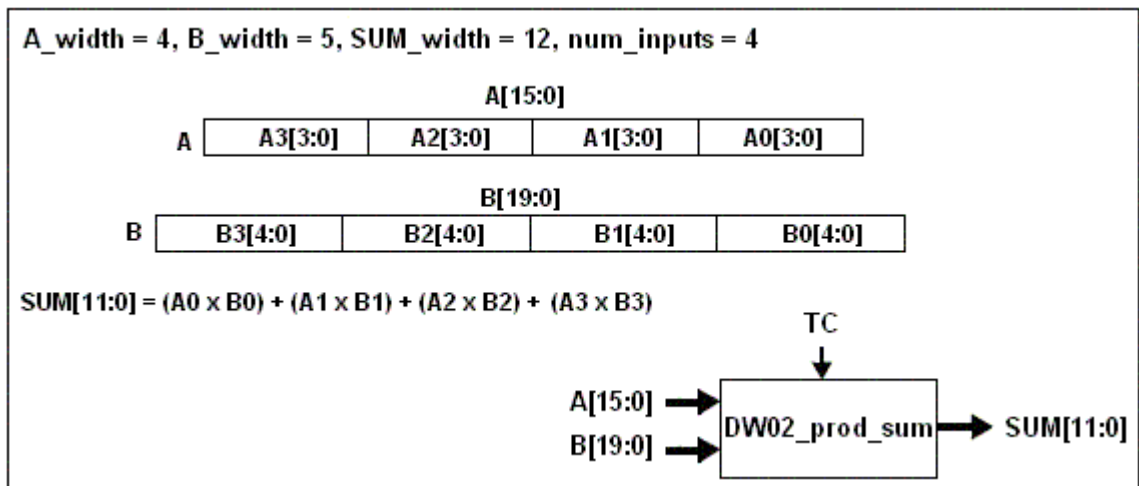 A_width = 4, B_width = 5, SUM_width = 12, num_inputs = 4
A[15:0]
A A3[3:0] A2[3:0] A1[3:0] A0[3:0]
B[19:0]
B B3[4:0] B2[4:0] B1[4:0] B0[4:0]
SUM[11:0] = (A0 x B0) + (A1 x B1) + (A2 x B2) + (A3 x B3)
TC
A[15:0]
DW02_prod_sum SUM[11:0]
B[19:0]